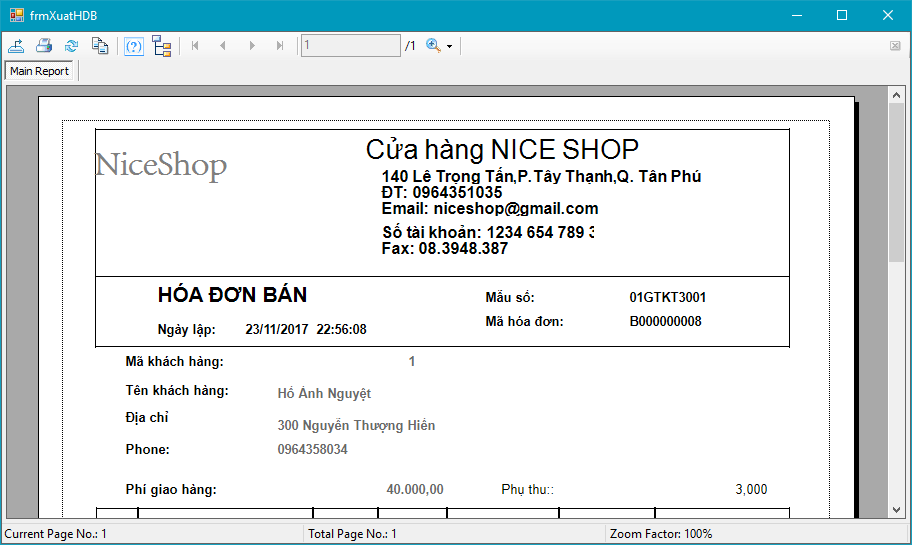 frmXuatHDB
1 /1
Main Report
NiceShop
Cửa hàng NICE SHOP
140 Lê Trọng Tấn,P.Tây Thạnh,Q. Tân Phú
ĐT: 0964351035
Email: niceshop@gmail.com
Số tài khoản: 1234 654 789
Fax: 08.3948.387
HÓA ĐƠN BÁN
Mẫu số: 01GTKT3001
Ngày lập: 23/11/2017 22:56:08
Mã hóa đơn: B000000008
Mã khách hàng: 1
Tên khách hàng: Hồ Ánh Nguyệt
Địa chỉ 300 Nguyễn Thượng Hiền
Phone: 0964358034
Phí giao hàng: 40.000,00 Phụ thu:: 3,000
Current Page No.: 1 Total Page No.: 1 Zoom Factor: 100%